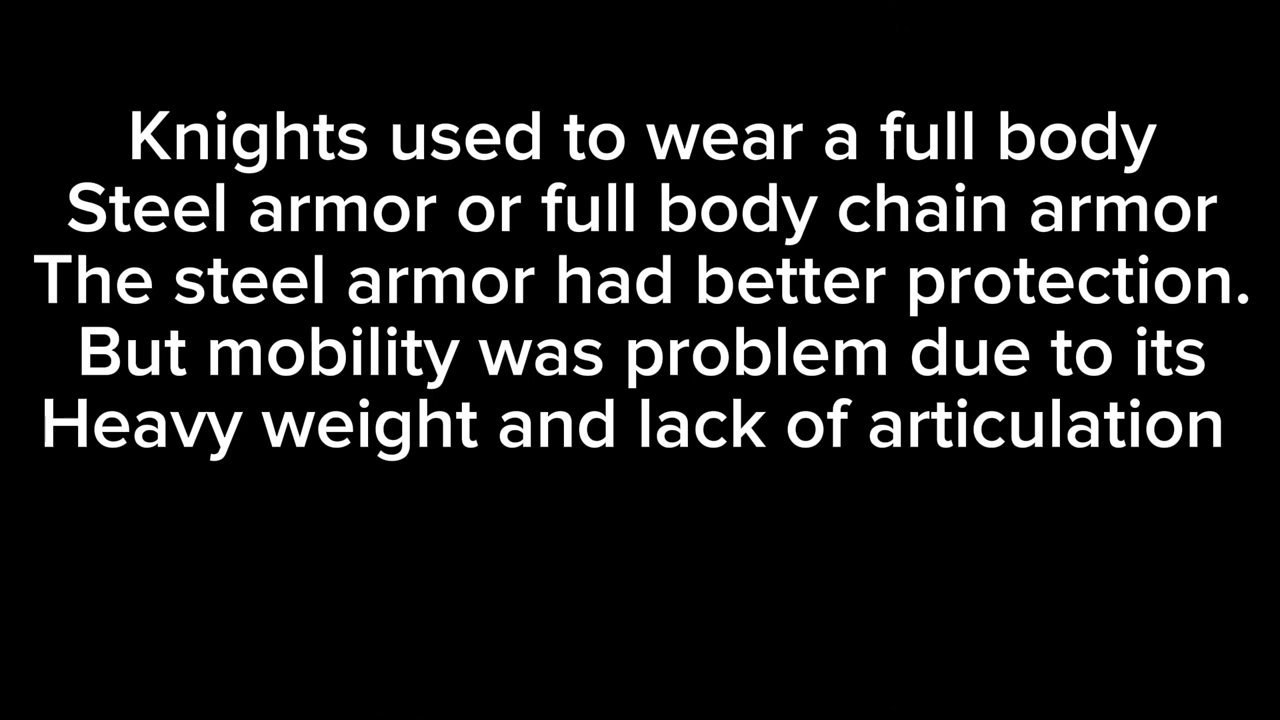 Knights used to wear a full body
Steel armor or full body chain armor
The steel armor had better protection.
But mobility was problem due to its
Heavy weight and lack of articulation